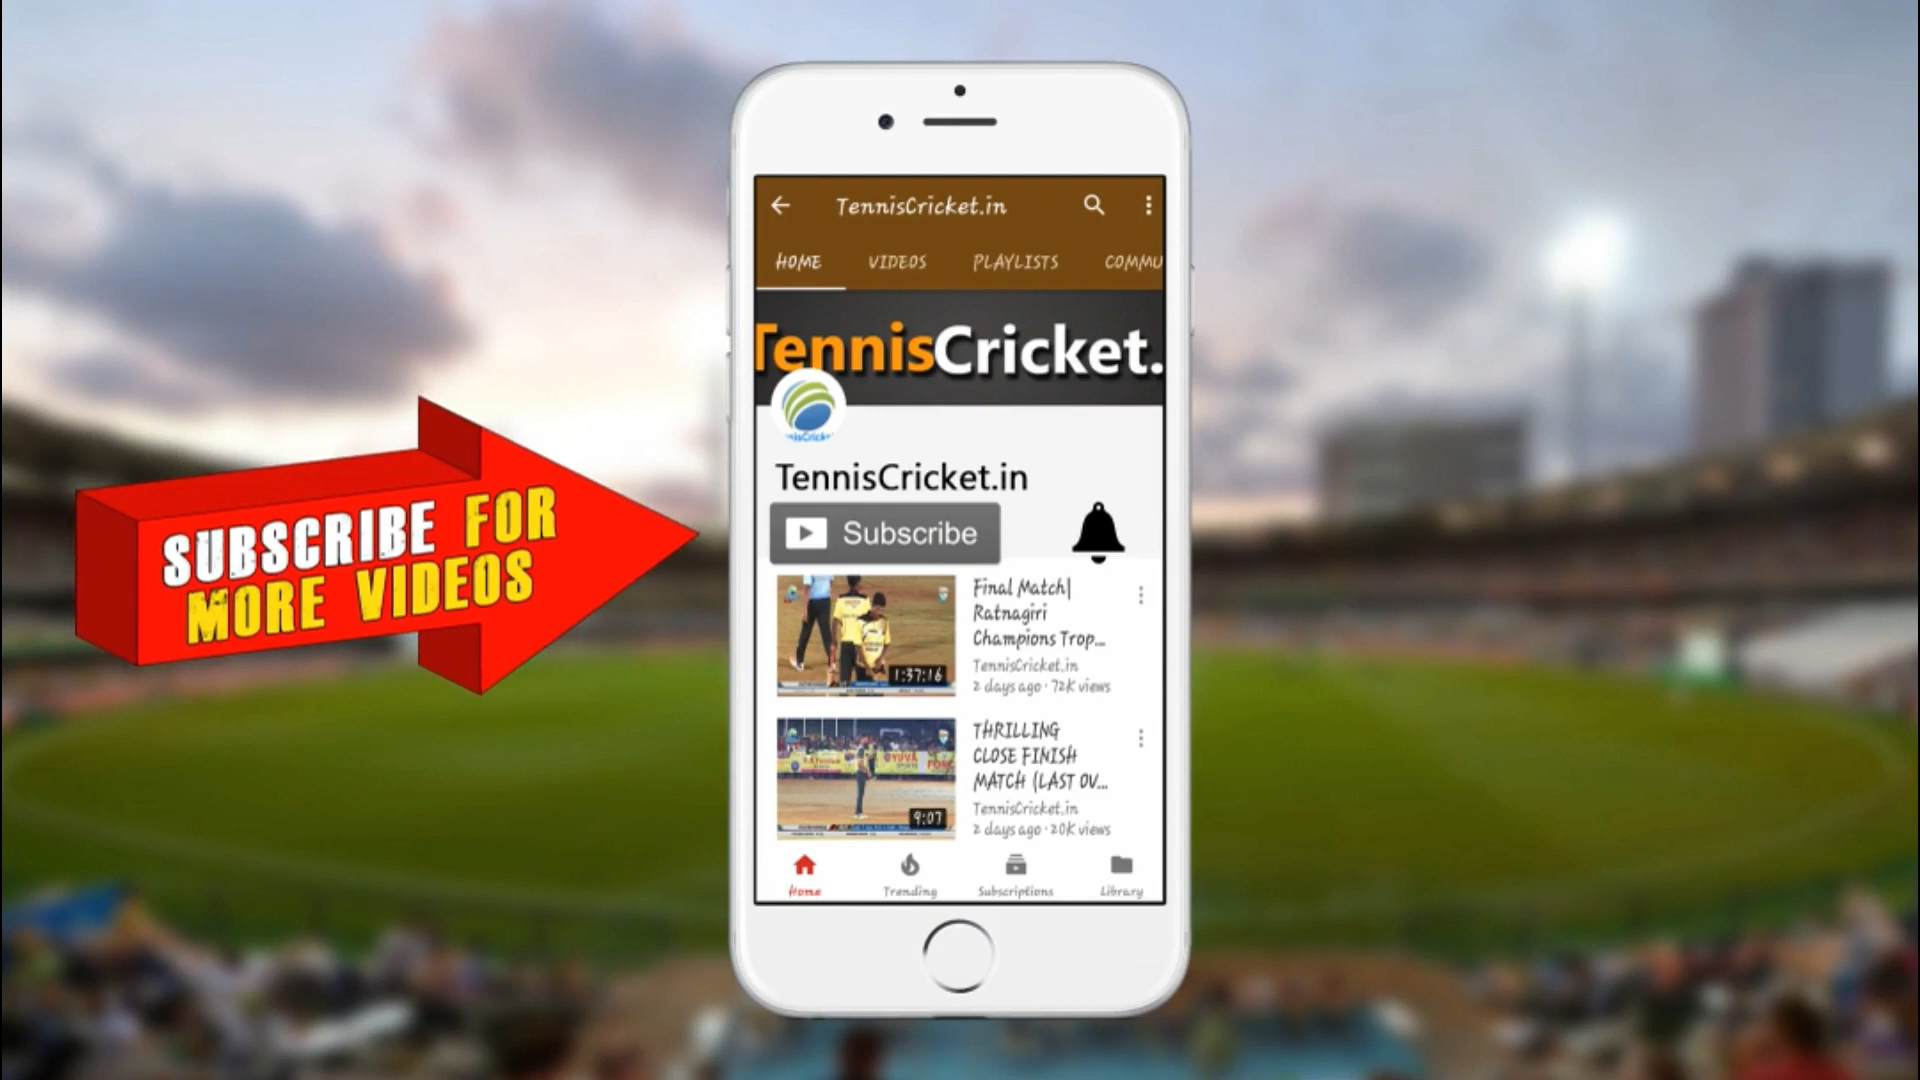 TennisCricket.in
HOME VIDEOS PLAYLISTS COMMU
TennisCricket.
TennisCricket.in
Subscribe
SUBSCRIBE FOR
MORE VIDEOS
Final Match|
Ratnagiri
Champions Trop...
TennisCricket.in
2 days ago · 72K views
1:37:16
THRILLING
CLOSE FINISH
MATCH (LAST OV...
TennisCricket.in
2 days ago · 20K views
9:07
Home Trending Subscriptions Library